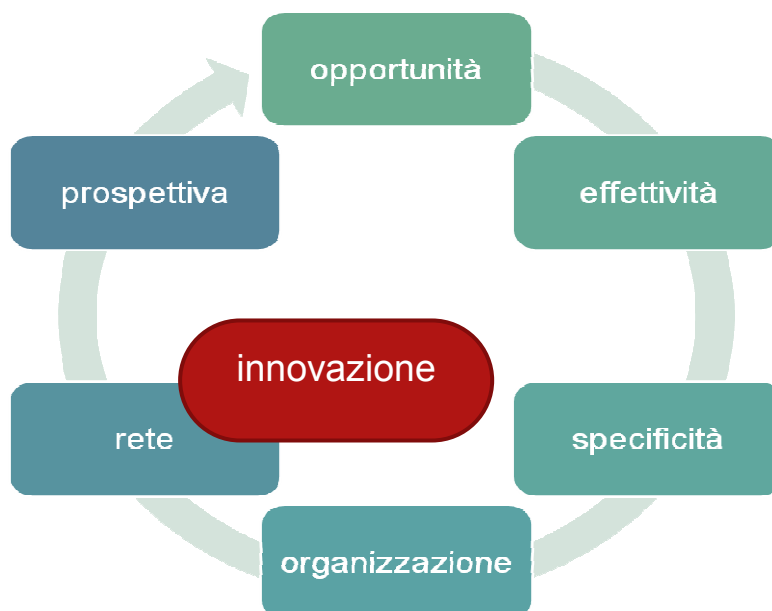 opportunità
prospettiva
effettività
innovazione
rete
specificità
organizzazione